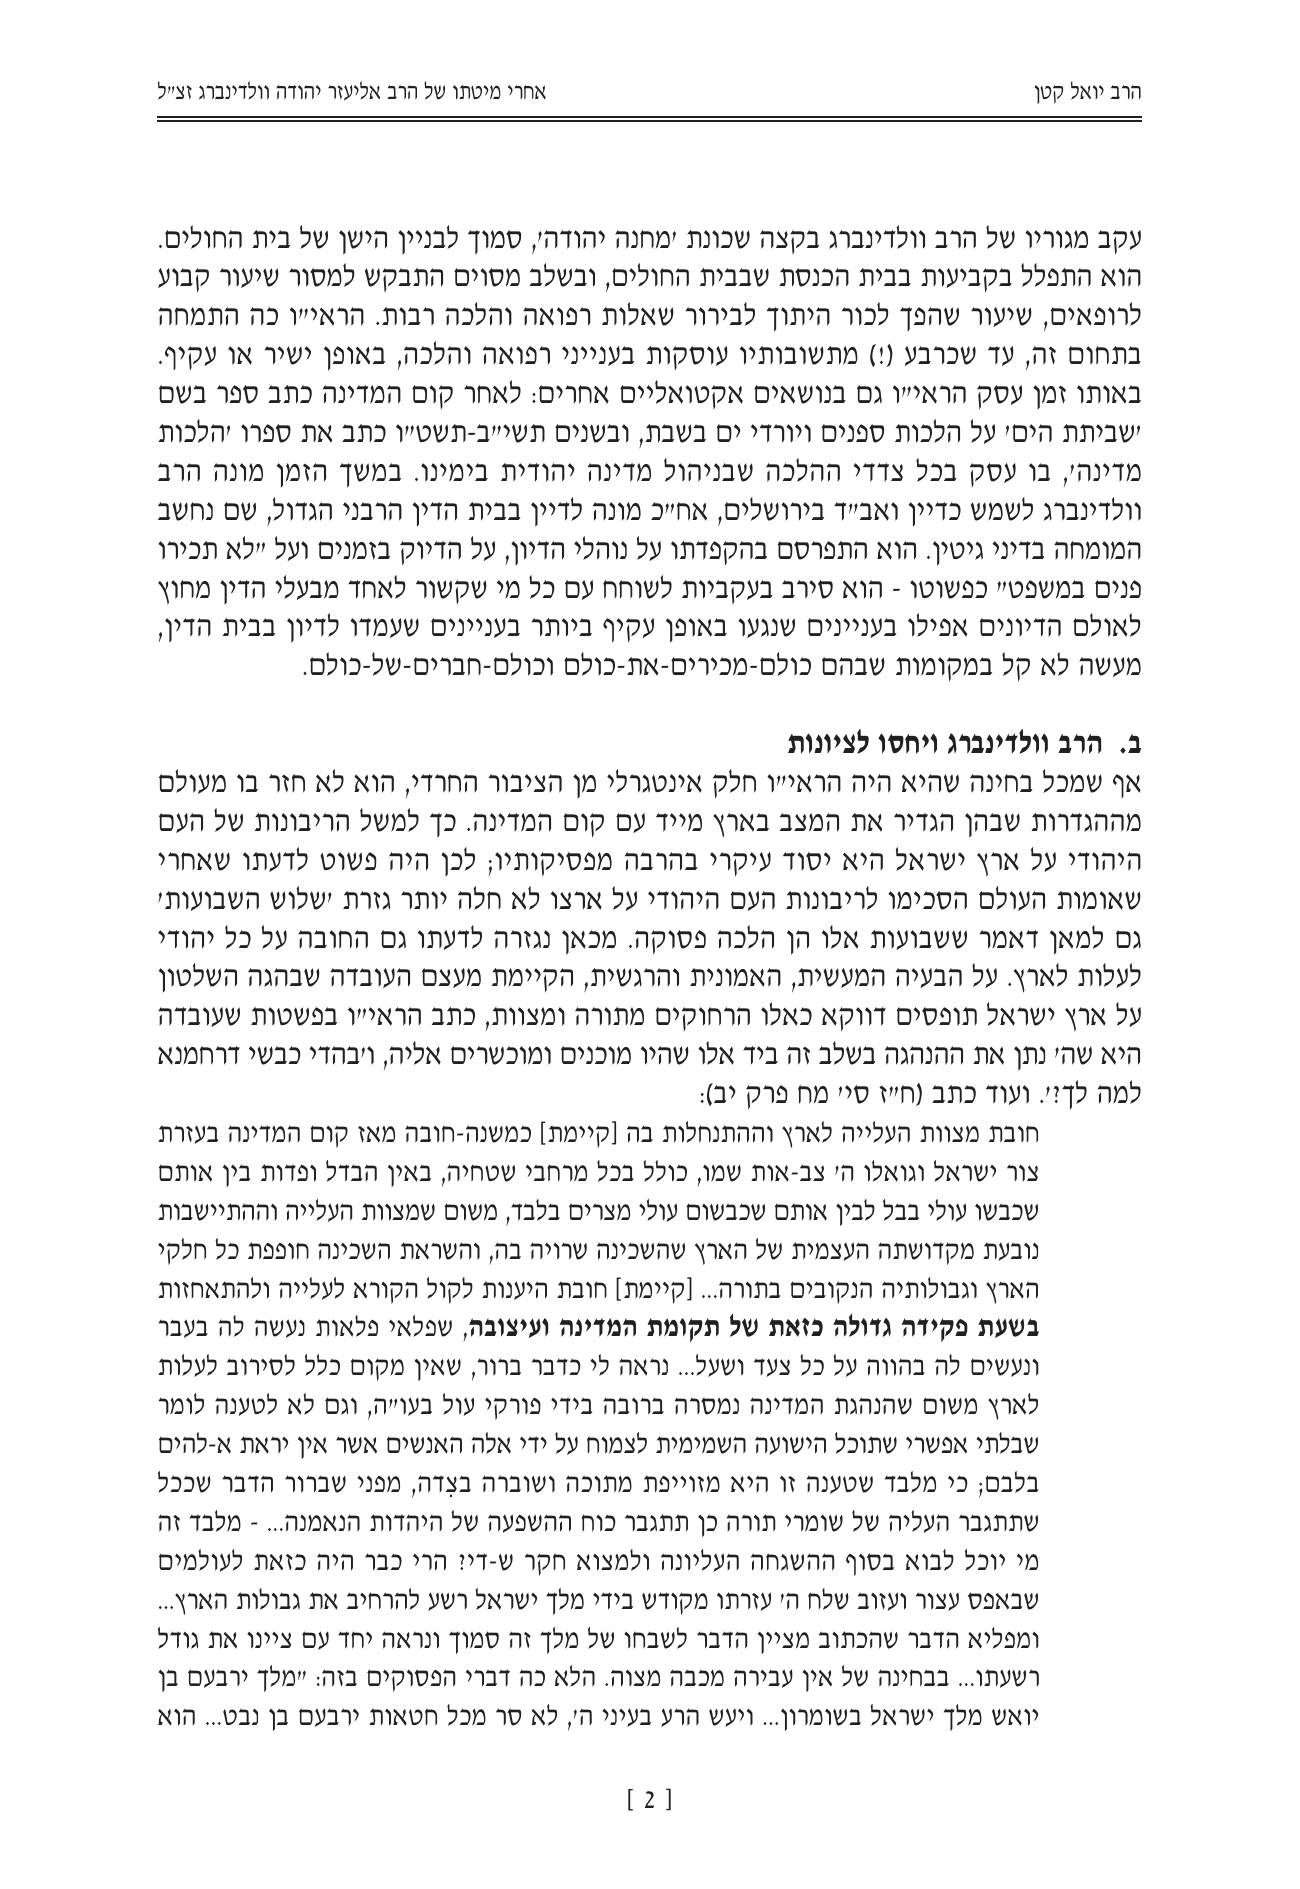 הרב יואל קטן
אחרי מיטתו של הרב אליעזר יהודה וולדינברג זצ"ל
עקב מגוריו של הרב וולדינברג בקצה שכונת 'מחנה יהודה', סמוך לבניין הישן של בית החולים.
הוא התפלל בקביעות בבית הכנסת שבבית החולים, ובשלב מסוים התבקש למסור שיעור קבוע
לרופאים, שיעור שהפך לכור היתוך לבירור שאלות רפואה והלכה רבות. הראי"ו כה התמחה
בתחום זה, עד שכרבע (!) מתשובותיו עוסקות בענייני רפואה והלכה, באופן ישיר או עקיף.
באותו זמן עסק הראי"ו גם בנושאים אקטואליים אחרים: לאחר קום המדינה כתב ספר בשם
'שביתת הים' על הלכות ספנים ויורדי ים בשבת, ובשנים תשי"ב-תשט"ו כתב את ספרו 'הלכות
מדינה', בו עסק בכל צדדי ההלכה שבניהול מדינה יהודית בימינו. במשך הזמן מונה הרב
וולדינברג לשמש כדיין ואב"ד בירושלים, אח"כ מונה לדיין בבית הדין הרבני הגדול, שם נחשב
המומחה בדיני גיטין. הוא התפרסם בהקפדתו על נוהלי הדיון, על הדיוק בזמנים ועל "לא תכירו
פנים במשפט" כפשוטו - הוא סירב בעקביות לשוחח עם כל מי שקשור לאחד מבעלי הדין מחוץ
לאולם הדיונים אפילו בעניינים שנגעו באופן עקיף ביותר בעניינים שעמדו לדיון בבית הדין,
מעשה לא קל במקומות שבהם כולם-מכירים-את-כולם וכולם-חברים-של-כולם.
ב. הרב וולדינברג ויחסו לציונות
אף שמכל בחינה שהיא היה הראי"ו חלק אינטגרלי מן הציבור החרדי, הוא לא חזר בו מעולם
מההגדרות שבהן הגדיר את המצב בארץ מייד עם קום המדינה. כך למשל הריבונות של העם
היהודי על ארץ ישראל היא יסוד עיקרי בהרבה מפסיקותיו; לכן היה פשוט לדעתו שאחרי
שאומות העולם הסכימו לריבונות העם היהודי על ארצו לא חלה יותר גזרת 'שלוש השבועות'
גם למאן דאמר ששבועות אלו הן הלכה פסוקה. מכאן נגזרה לדעתו גם החובה על כל יהודי
לעלות לארץ. על הבעיה המעשית, האמונית והרגשית, הקיימת מעצם העובדה שבהגה השלטון
על ארץ ישראל תופסים דווקא כאלו הרחוקים מתורה ומצוות, כתב הראי"ו בפשטות שעובדה
היא שה' נתן את ההנהגה בשלב זה ביד אלו שהיו מוכנים ומוכשרים אליה, ו'בהדי כבשי דרחמנא
למה לך?'. ועוד כתב (ח"ז סי' מח פרק יב):
חובת מצוות העלייה לארץ וההתנחלות בה [קיימת] כמשנה-חובה מאז קום המדינה בעזרת
צור ישראל וגואלו ה' צב-אות שמו, כולל בכל מרחבי שטחיה, באין הבדל ופדות בין אותם
שכבשו עולי בבל לבין אותם שכבשום עולי מצרים בלבד, משום שמצוות העלייה וההתיישבות
נובעת מקדושתה העצמית של הארץ שהשכינה שרויה בה, והשראת השכינה חופפת כל חלקי
הארץ וגבולותיה הנקובים בתורה... [קיימת] חובת היענות לקול הקורא לעלייה ולהתאחזות
בשעת פקידה גדולה כזאת של תקומת המדינה ועיצובה, שפלאי פלאות נעשה לה בעבר
ונעשים לה בהווה על כל צעד ושעל... נראה לי כדבר ברור, שאין מקום כלל לסירוב לעלות
לארץ משום שהנהגת המדינה נמסרה ברובה בידי פורקי עול בעו"ה, וגם לא לטענה לומר
שבלתי אפשרי שתוכל הישועה השמימית לצמוח על ידי אלה האנשים אשר אין יראת א-להים
בלבם; כי מלבד שטענה זו היא מזוייפת מתוכה ושוברה בצִדה, מפני שברור הדבר שככל
שתתגבר העליה של שומרי תורה כן תתגבר כוח ההשפעה של היהדות הנאמנה... - מלבד זה
מי יוכל לבוא בסוף ההשגחה העליונה ולמצוא חקר ש-די? הרי כבר היה כזאת לעולמים
שבאפס עצור ועזוב שלח ה' עזרתו מקודש בידי מלך ישראל רשע להרחיב את גבולות הארץ...
ומפליא הדבר שהכתוב מציין הדבר לשבחו של מלך זה סמוך ונראה יחד עם ציינו את גודל
רשעתו... בבחינה של אין עבירה מכבה מצוה. הלא כה דברי הפסוקים בזה: "מלך ירבעם בן
יואש מלך ישראל בשומרון... ויעש הרע בעיני ה', לא סר מכל חטאות ירבעם בן נבט... הוא
[ 2 ]